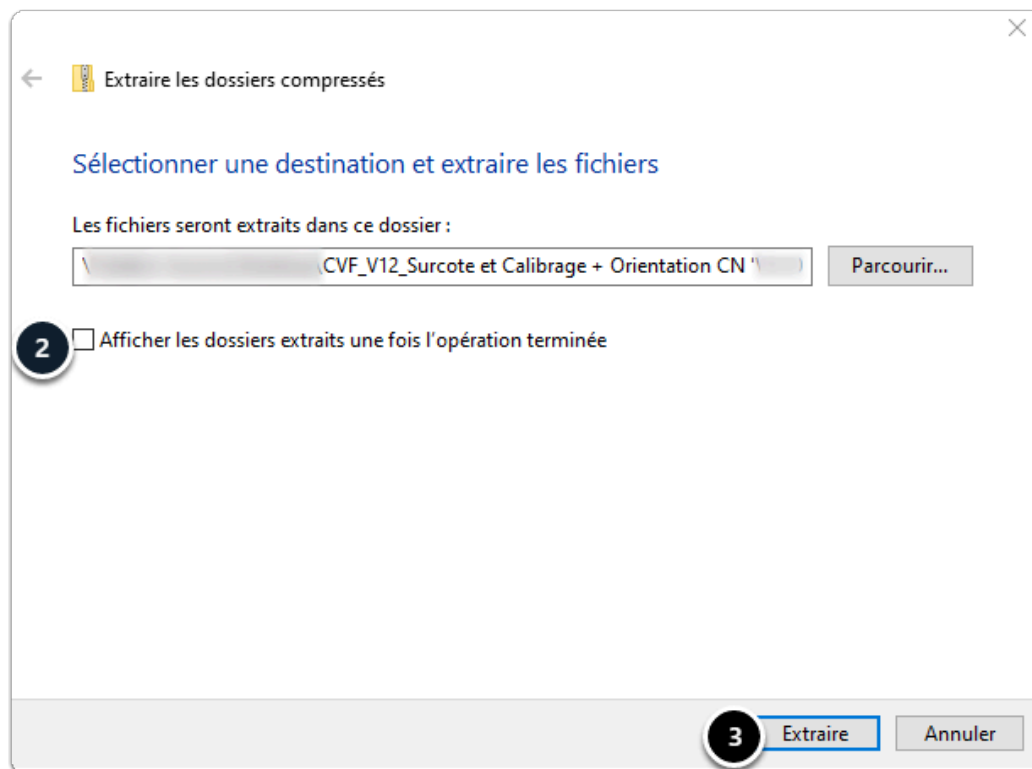 Extraire les dossiers compressés
Sélectionner une destination et extraire les fichiers
Les fichiers seront extraits dans ce dossier :
\CVF_V12_Surcote et Calibrage + Orientation CN
Parcourir...
2
Afficher les dossiers extraits une fois l'opération terminée
3
Extraire
Annuler